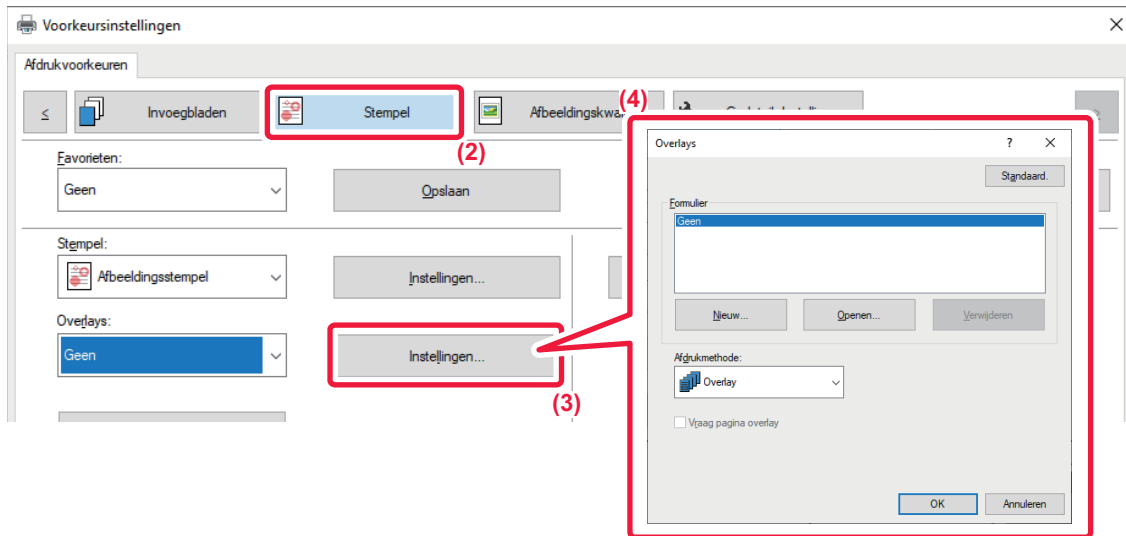 Voorkeursinstellingen
Afdrukvoorkeuren
<
Invoegbladen
Stempel
(2)
(4)
Favorieten:
Geen
Opslaan
Stempel:
Afbeeldingsstempel
Instellingen...
Overlays:
Geen
Instellingen...
(3)
Overlays
?
Standaard.
Formulier
Geen
Nieuw...
Openen...
Verwijderen
Afdrukmethode:
Overlay
Vraag pagina overlay
OK
Annuleren